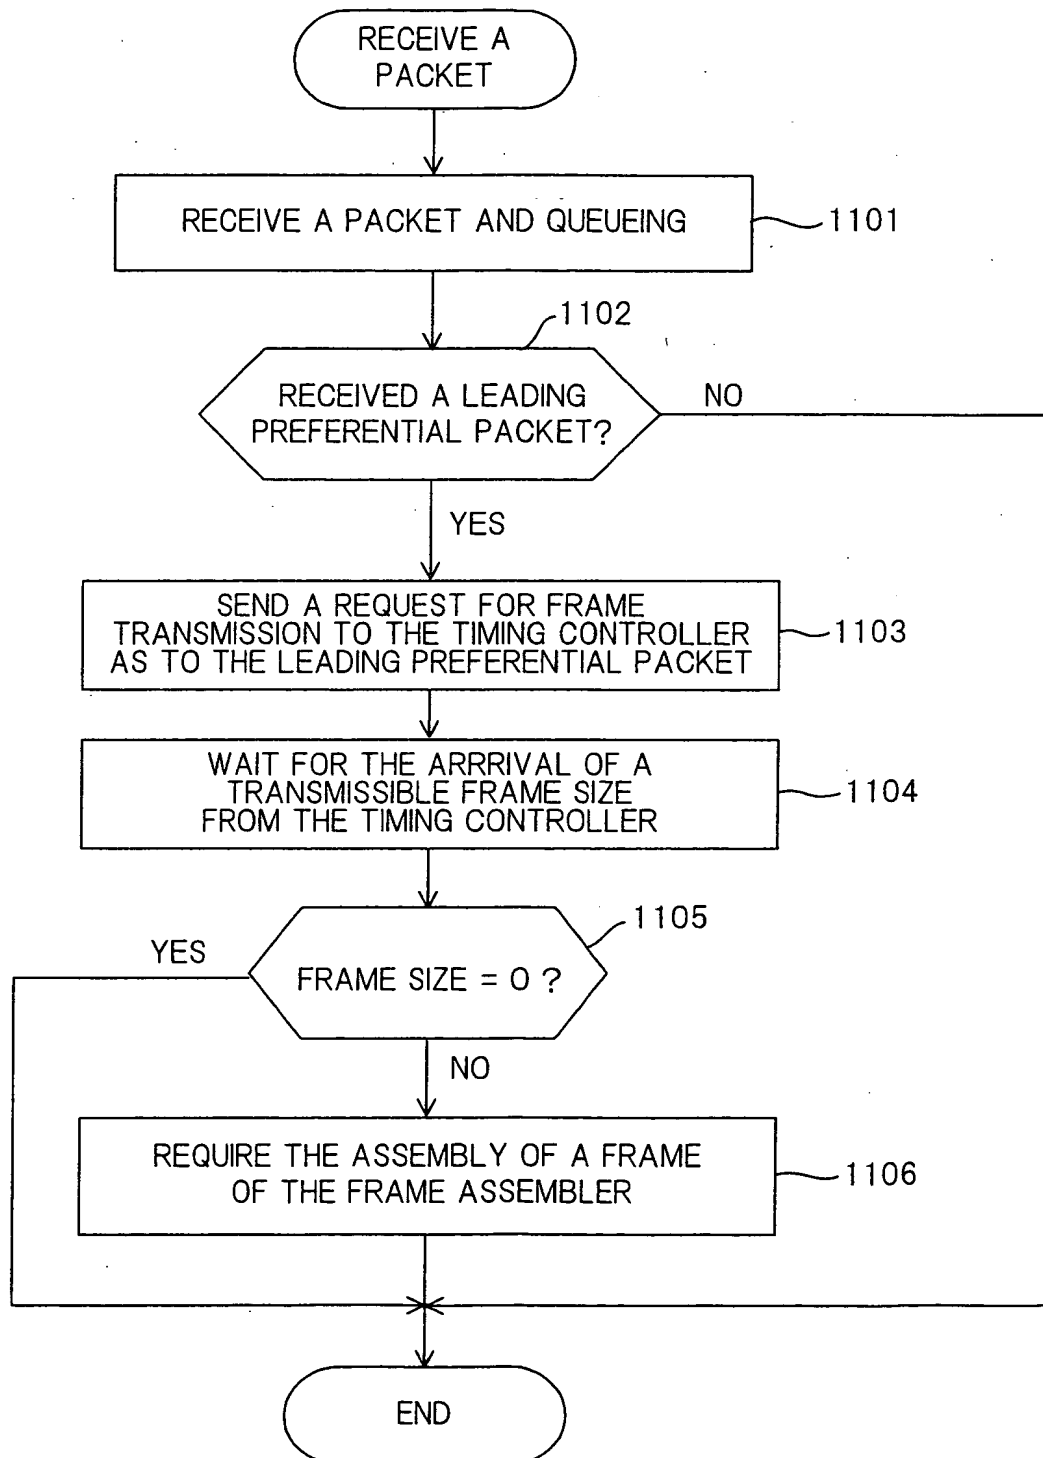 RECEIVE A
PACKET
RECEIVE A PACKET AND QUEUEING
1101
1102
RECEIVED A LEADING
PREFERENTIAL PACKET?
NO
YES
SEND A REQUEST FOR FRAME
TRANSMISSION TO THE TIMING CONTROLLER
AS TO THE LEADING PREFERENTIAL PACKET
1103
WAIT FOR THE ARRRIVAL OF A
TRANSMISSIBLE FRAME SIZE
FROM THE TIMING CONTROLLER
1104
1105
YES
FRAME SIZE = 0 ?
NO
REQUIRE THE ASSEMBLY OF A FRAME
OF THE FRAME ASSEMBLER
1106
END